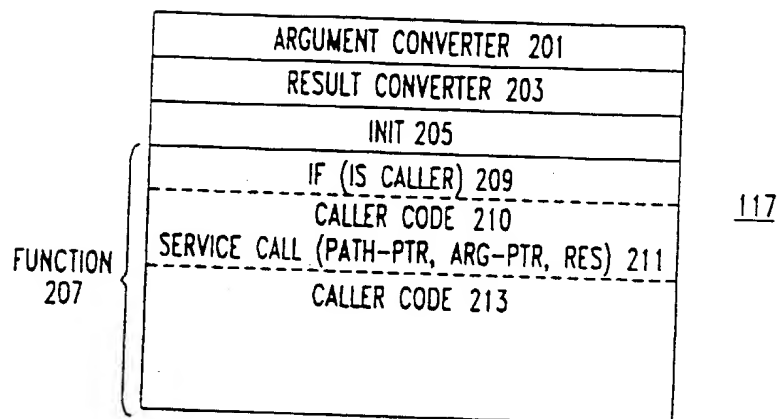 ARGUMENT CONVERTER 201
RESULT CONVERTER 203
INIT 205
IF (IS CALLER) 209
CALLER CODE 210
SERVICE CALL (PATH-PTR, ARG-PTR, RES) 211
CALLER CODE 213
FUNCTION
207
117